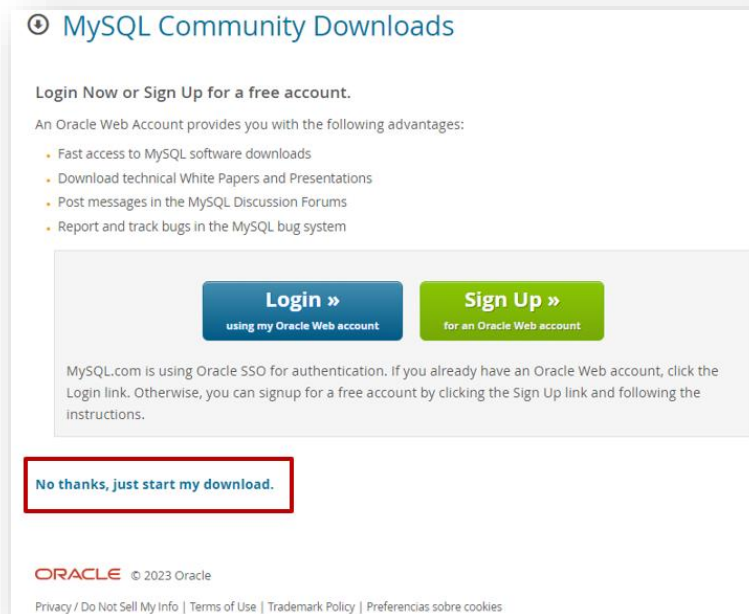 MySQL Community Downloads
Login Now or Sign Up for a free account.
An Oracle Web Account provides you with the following advantages:
Fast access to MySQL software downloads
Download technical White Papers and Presentations
Post messages in the MySQL Discussion Forums
Report and track bugs in the MySQL bug system
Login »
using my Oracle Web account
Sign Up »
for an Oracle Web account
MySQL.com is using Oracle SSO for authentication. If you already have an Oracle Web account, click the
Login link. Otherwise, you can signup for a free account by clicking the Sign Up link and following the
instructions.
No thanks, just start my download.
ORACLE © 2023 Oracle
Privacy / Do Not Sell My Info | Terms of Use | Trademark Policy | Preferencias sobre cookies